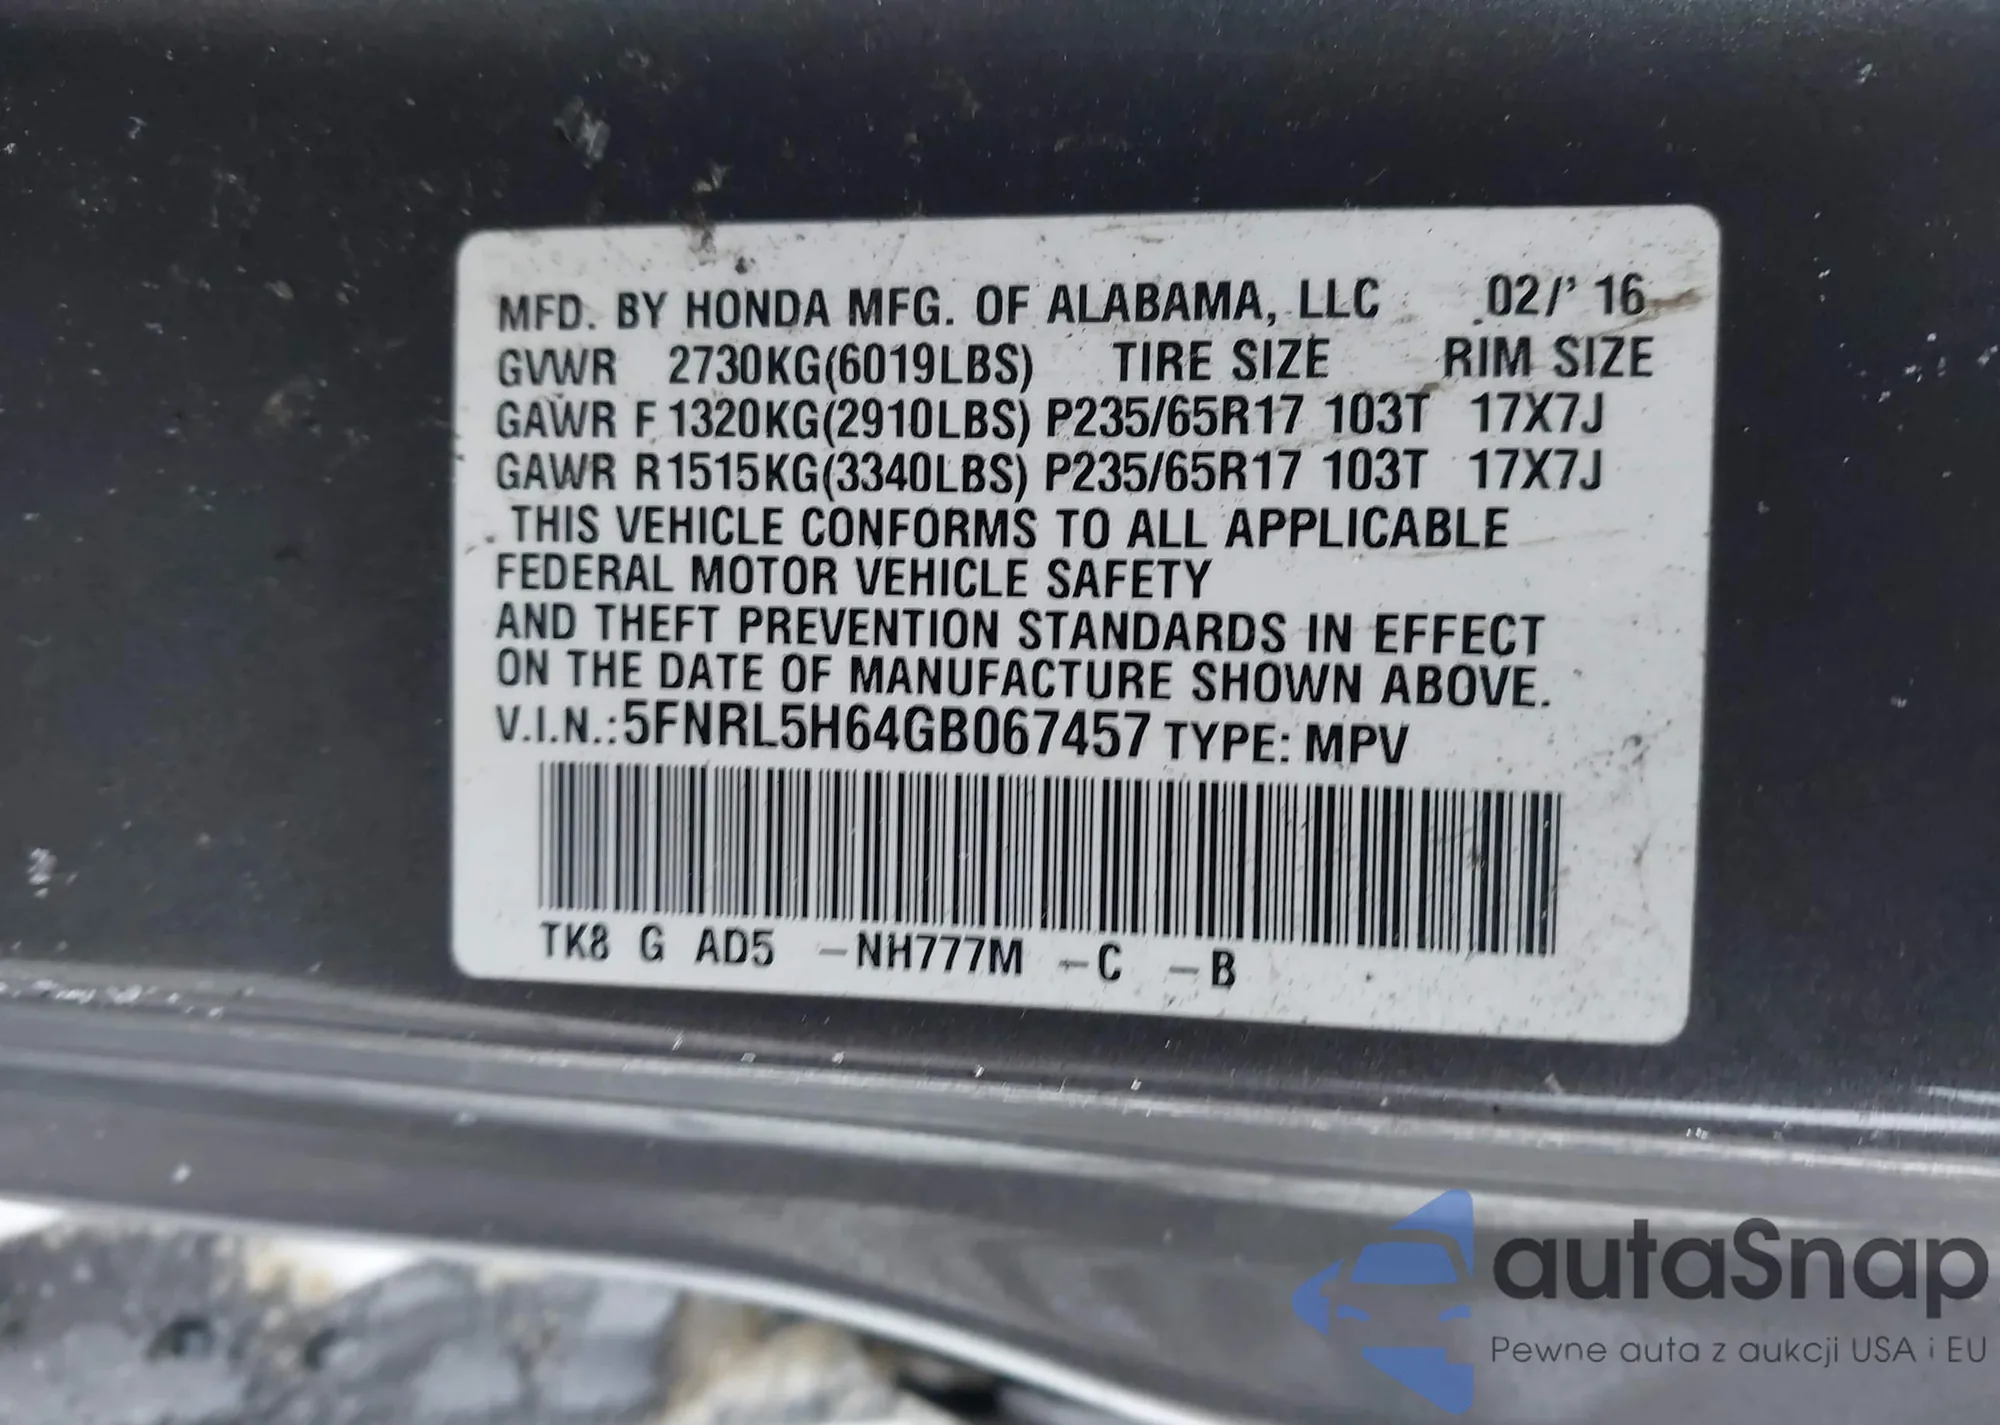 MFD. BY HONDA MFG. OF ALABAMA, LLC 02/' 16
GVWR 2730KG(6019LBS) TIRE SIZE RIM SIZE
GAWR F 1320KG(2910LBS) P235/65R17 103T 17X7J
GAWR R1515KG(3340LBS) P235/65R17 103T 17X7J
THIS VEHICLE CONFORMS TO ALL APPLICABLE
FEDERAL MOTOR VEHICLE SAFETY
AND THEFT PREVENTION STANDARDS IN EFFECT
ON THE DATE OF MANUFACTURE SHOWN ABOVE.
V.I.N.:5FNRL5H64GB067457 TYPE: MPV
TK8 G AD5 -NH777M -C -B
autaSnap
Pewne auta z aukcji USA i EU